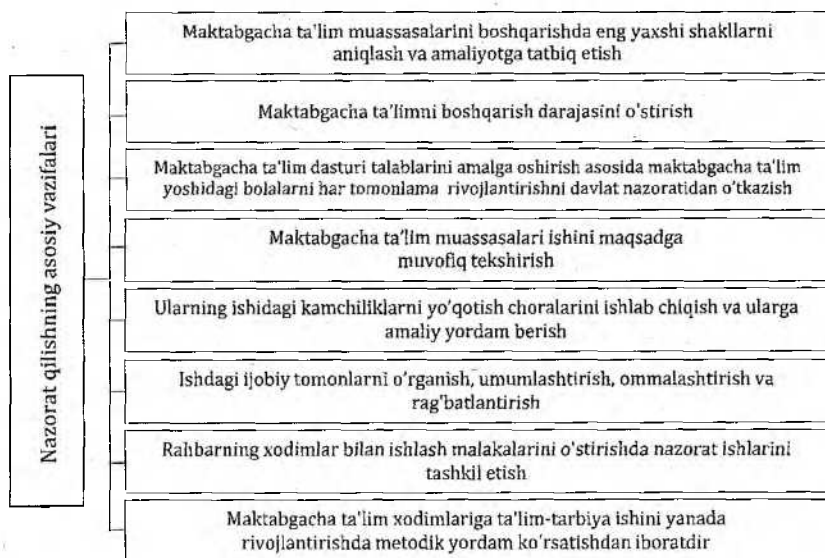 Nazorat qilishning asosiy vazifalari
Maktabgacha ta'lim muassasalarini boshqarishda eng yaxshi shakllarni
aniqlash va amaliyotga tatbiq etish
Maktabgacha ta'limni boshqarish darajasini o'stirish
Maktabgacha ta'lim dasturi talablarini amalga oshirish asosida maktabgacha ta'lim
yoshidagi bolalarni har tomonlama rivojlantirishni davlat nazoratidan o'tkazish
Maktabgacha ta'lim muassasalari ishini maqsadga
muvofiq tekshirish
Ularning ishidagi kamchiliklarni yo'qotish choralarini ishlab chiqish va ularga
amaliy yordam berish
Ishdagi ijobiy tomonlarni o'rganish, umumlashtirish, ommalashtirish va
rag'batlantirish
Rahbarning xodimlar bilan ishlash malakalarini o'stirishda nazorat ishlarini
tashkil etish
Maktabgacha ta'lim xodimlariga ta'lim-tarbiya ishini yanada
rivojlantirishda metodik yordam ko'rsatishdan iboratdir